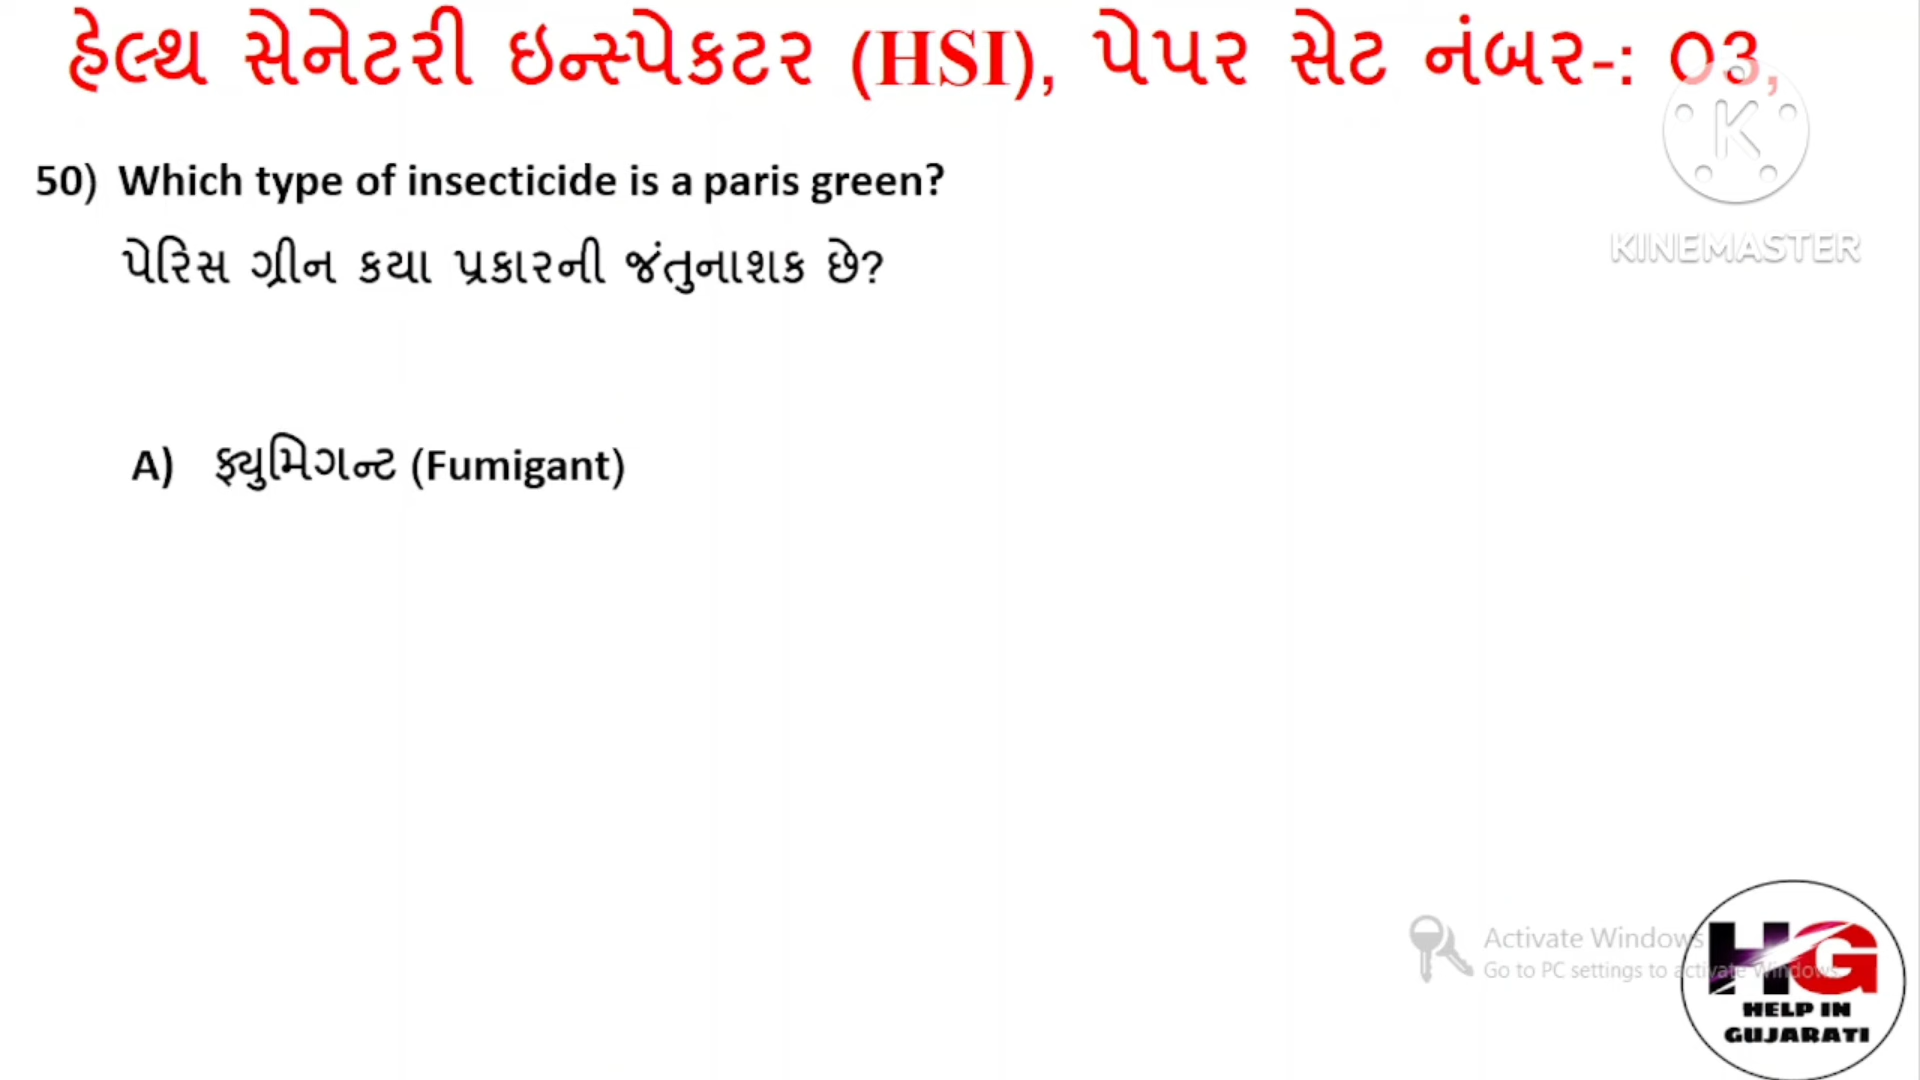 હેલ્થ સેનેટરી ઇન્સ્પેકટર (HSI), પેપર સેટ નંબર-: 03,
K
KINEMASTER
50) Which type of insecticide is a paris green?
પેરિસ ગ્રીન કયા પ્રકારની જંતુનાશક છે?
A) ફ્યુમિગન્ટ (Fumigant)
Activate Windows
Go to PC settings to activate Windows.
HG
HELP IN
GUJARATI